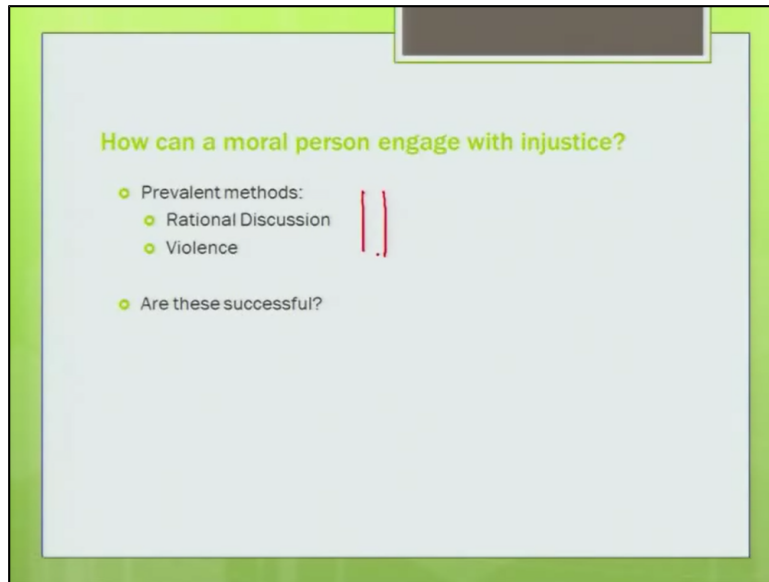 How can a moral person engage with injustice?
Prevalent methods:
Rational Discussion
Violence
Are these successful?